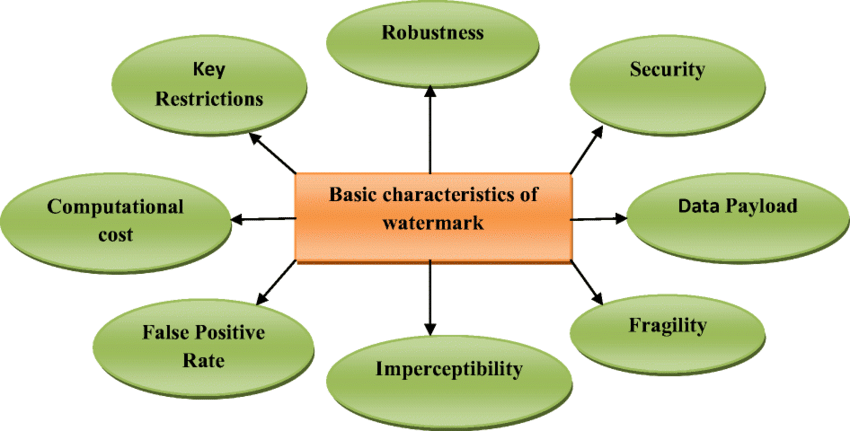 Robustness
Key
Restrictions
Security
Basic characteristics of
watermark
Computational
cost
Data Payload
False Positive
Rate
Imperceptibility
Fragility